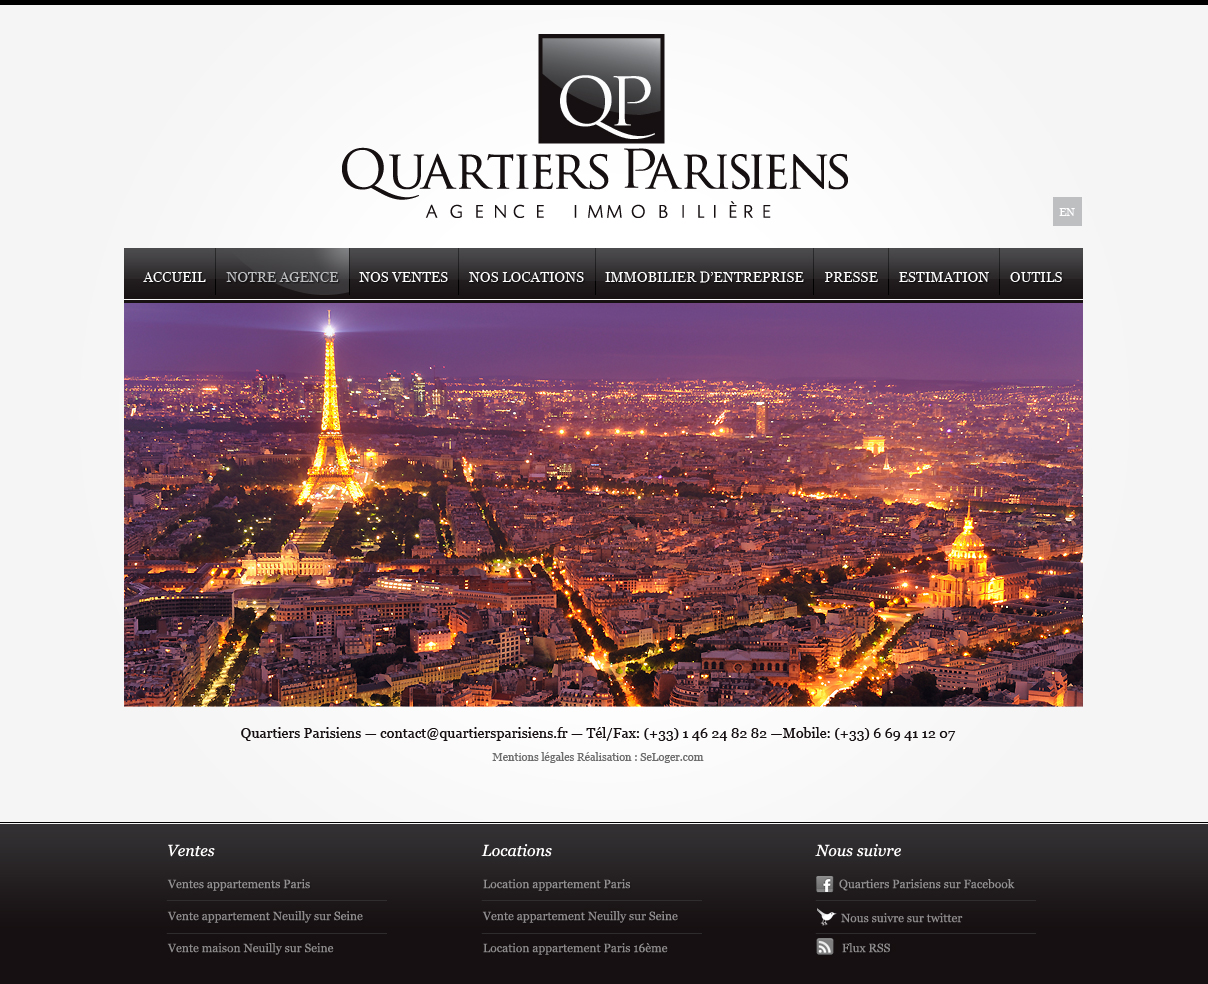 QP
QUARTIERS PARISIENS
AGENCE IMMOBILIÈRE
EN
ACCUEIL NOTRE AGENCE NOS VENTES NOS LOCATIONS IMMOBILIER D’ENTREPRISE PRESSE ESTIMATION OUTILS
Quartiers Parisiens — contact@quartiersparisiens.fr — Tél/Fax: (+33) 1 46 24 82 82 —Mobile: (+33) 6 69 41 12 07
Mentions légales Réalisation : SeLoger.com
Ventes
Ventes appartements Paris
Vente appartement Neuilly sur Seine
Vente maison Neuilly sur Seine
Locations
Location appartement Paris
Vente appartement Neuilly sur Seine
Location appartement Paris 16ème
Nous suivre
Quartiers Parisiens sur Facebook
Nous suivre sur twitter
Flux RSS